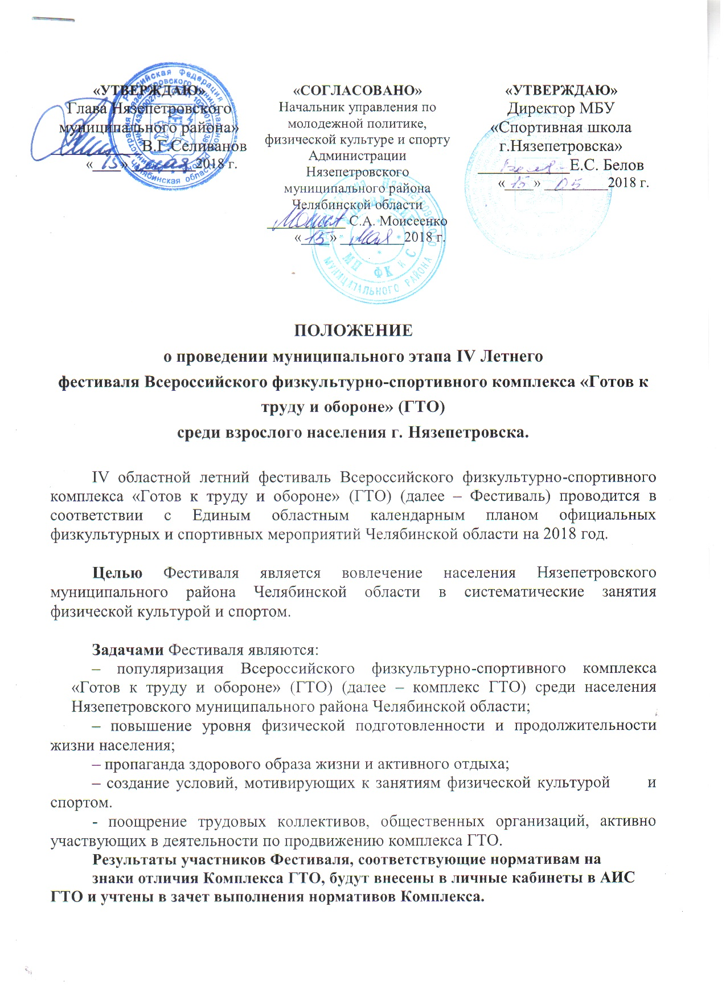 «УТВЕРЖДАЮ»
Глава Нязепетровского
муниципального района»
___________В.Г.Селиванов
«15» мая 2018 г.
«СОГЛАСОВАНО»
Начальник управления по
молодежной политике,
физической культуре и спорту
Администрации
Нязепетровского
муниципального района
Челябинской области
___________ С.А. Моисеенко
«15» мая 2018 г.
«УТВЕРЖДАЮ»
Директор МБУ
«Спортивная школа
г.Нязепетровска»
___________Е.С. Белов
«15» 05 2018 г.
УПРАВЛЕНИЕ
МП ФК и С
МУНИЦИПАЛЬНОГО РАЙОНА
ПОЛОЖЕНИЕ
о проведении муниципального этапа IV Летнего
фестиваля Всероссийского физкультурно-спортивного комплекса «Готов к
труду и обороне» (ГТО)
среди взрослого населения г. Нязепетровска.
IV областной летний фестиваль Всероссийского физкультурно-спортивного
комплекса «Готов к труду и обороне» (ГТО) (далее – Фестиваль) проводится в
соответствии с Единым областным календарным планом официальных
физкультурных и спортивных мероприятий Челябинской области на 2018 год.
Целью Фестиваля является вовлечение населения Нязепетровского
муниципального района Челябинской области в систематические занятия
физической культурой и спортом.
Задачами Фестиваля являются:
– популяризация Всероссийского физкультурно-спортивного комплекса
«Готов к труду и обороне» (ГТО) (далее – комплекс ГТО) среди населения
Нязепетровского муниципального района Челябинской области;
– повышение уровня физической подготовленности и продолжительности
жизни населения;
– пропаганда здорового образа жизни и активного отдыха;
– создание условий, мотивирующих к занятиям физической культурой и
спортом.
- поощрение трудовых коллективов, общественных организаций, активно
участвующих в деятельности по продвижению комплекса ГТО.
Результаты участников Фестиваля, соответствующие нормативам на
знаки отличия Комплекса ГТО, будут внесены в личные кабинеты в АИС
ГТО и учтены в зачет выполнения нормативов Комплекса.